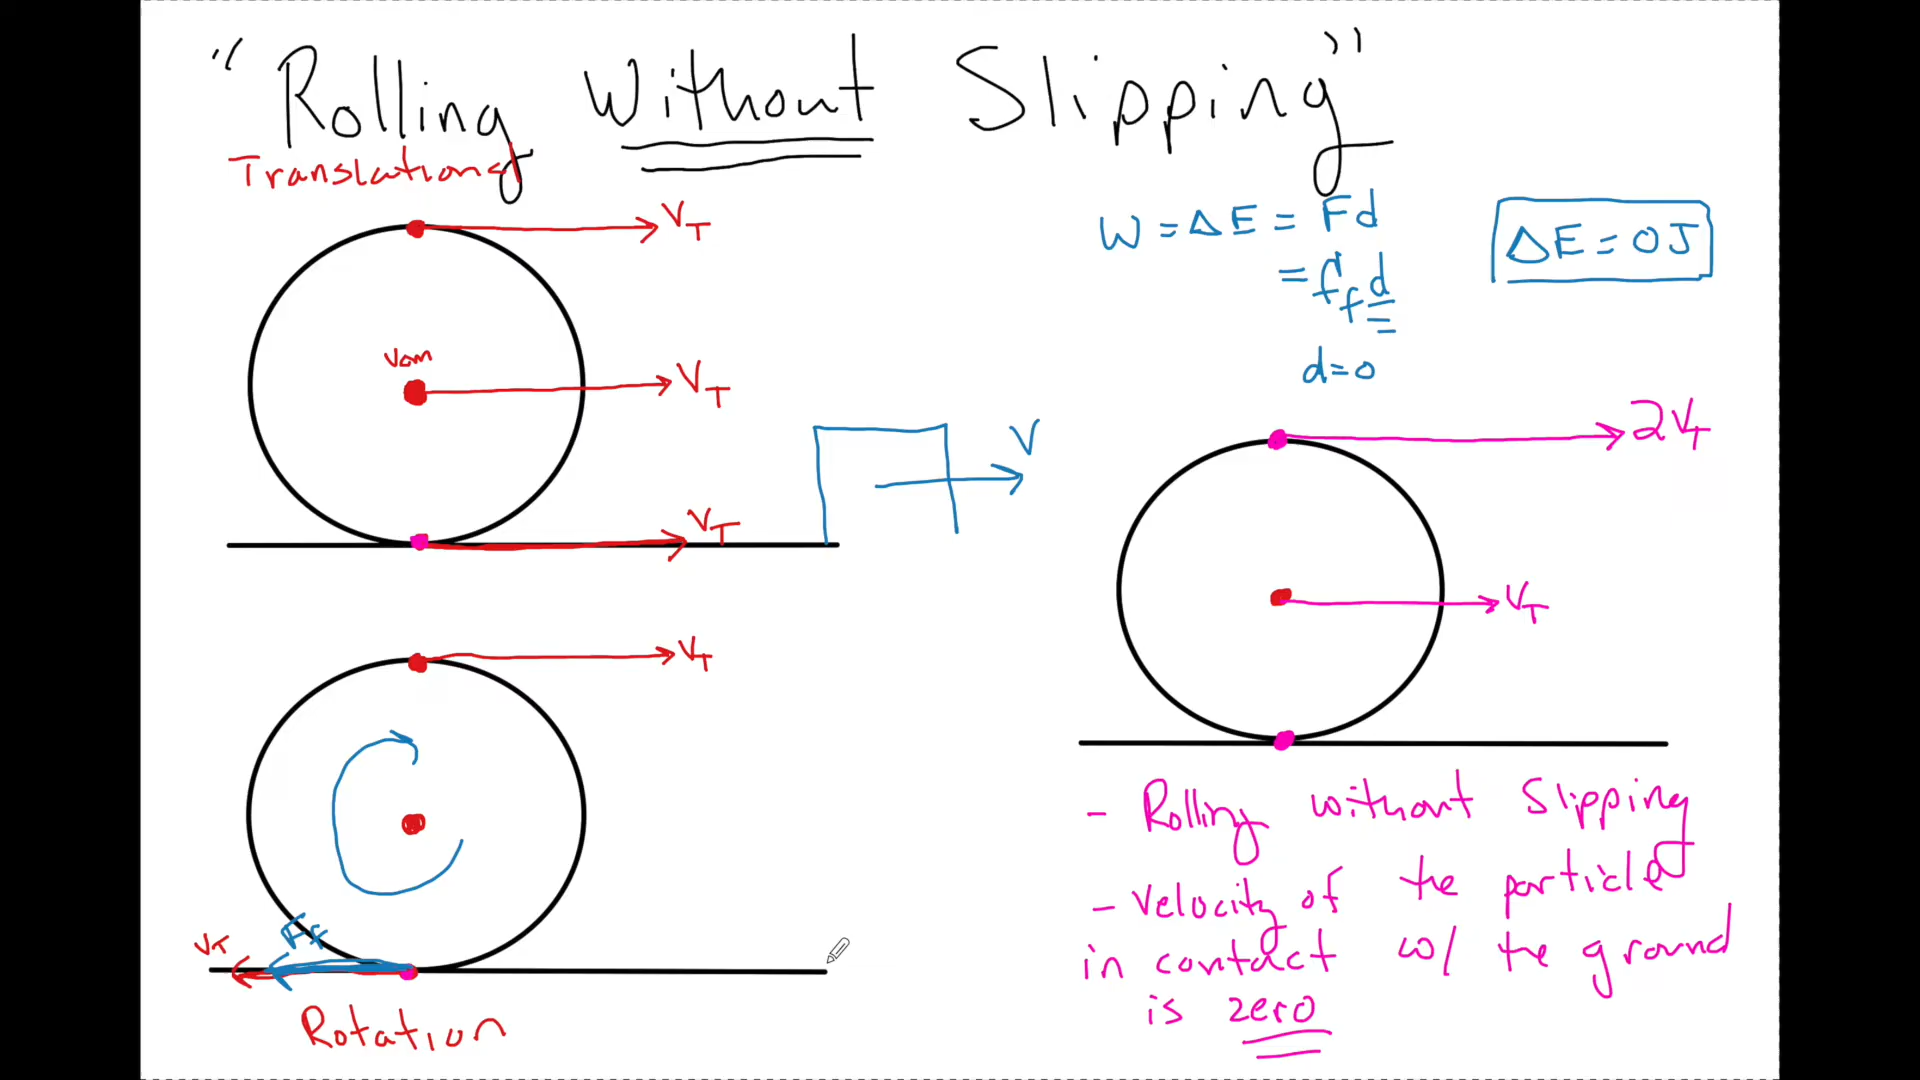 "Rolling Without Slipping"
Translational
V_T
W = ΔE = Fd
= F_f d
d=0
ΔE = 0J
Vcm
V_T
V_T
V
2V_T
V_T
V_T
V_T
F_f
Rotation
- Rolling without slipping
- velocity of the particle
in contact w/ the ground
is zero